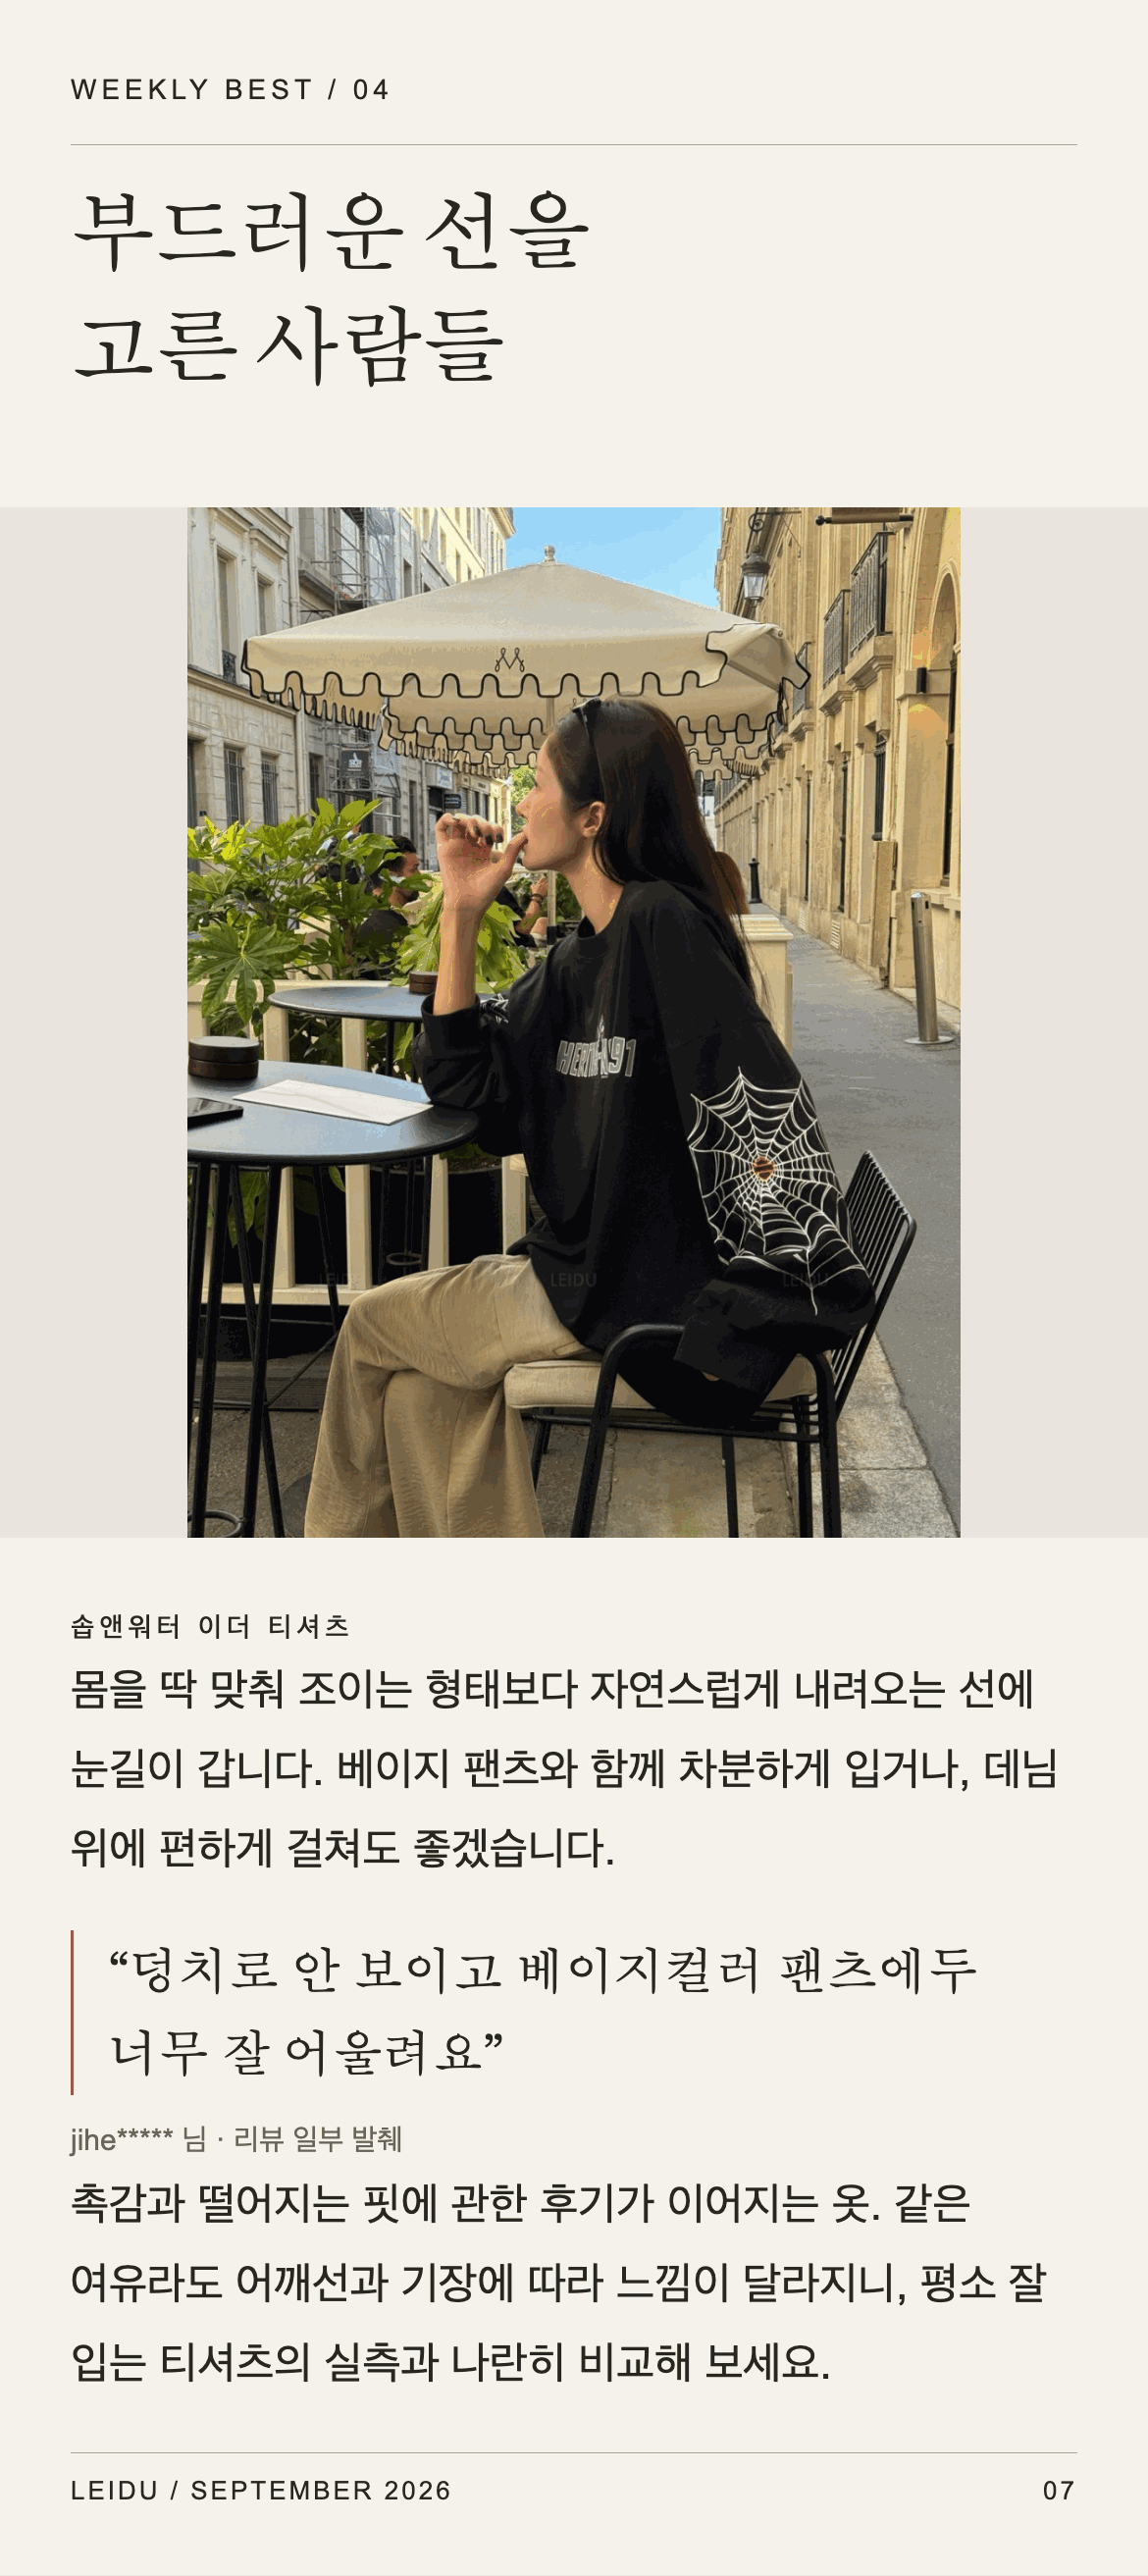 WEEKLY BEST / 04
부드러운 선을
고른 사람들
LEIDU
LEIDU
LEIDU
솝앤워터 이더 티셔츠
몸을 딱 맞춰 조이는 형태보다 자연스럽게 내려오는 선에
눈길이 갑니다. 베이지 팬츠와 함께 차분하게 입거나, 데님
위에 편하게 걸쳐도 좋겠습니다.
“덩치로 안 보이고 베이지컬러 팬츠에두
너무 잘 어울려요”
jihe***** 님 · 리뷰 일부 발췌
촉감과 떨어지는 핏에 관한 후기가 이어지는 옷. 같은
여유라도 어깨선과 기장에 따라 느낌이 달라지니, 평소 잘
입는 티셔츠의 실측과 나란히 비교해 보세요.
LEIDU / SEPTEMBER 2026
07